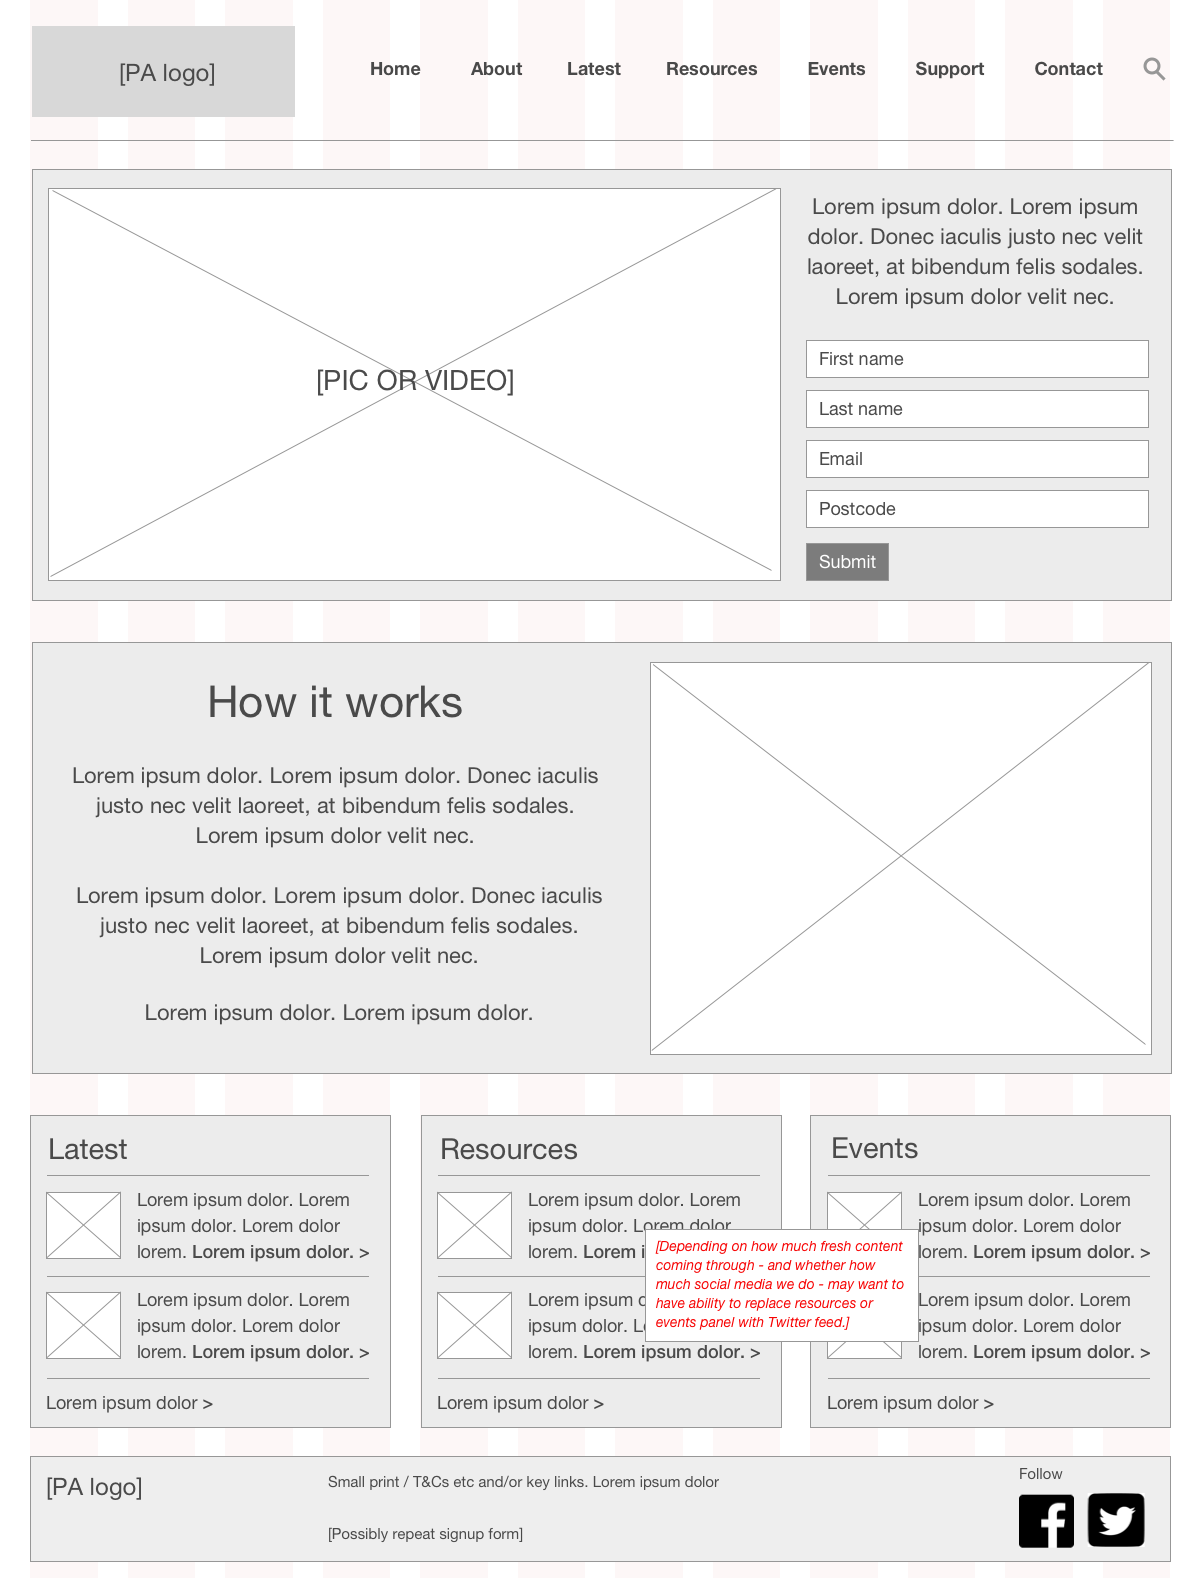 [PA logo]
Home About Latest Resources Events Support Contact
[PIC OR VIDEO]
Lorem ipsum dolor. Lorem ipsum
dolor. Donec iaculis justo nec velit
laoreet, at bibendum felis sodales.
Lorem ipsum dolor velit nec.
First name
Last name
Email
Postcode
Submit
How it works
Lorem ipsum dolor. Lorem ipsum dolor. Donec iaculis
justo nec velit laoreet, at bibendum felis sodales.
Lorem ipsum dolor velit nec.
Lorem ipsum dolor. Lorem ipsum dolor. Donec iaculis
justo nec velit laoreet, at bibendum felis sodales.
Lorem ipsum dolor velit nec.
Lorem ipsum dolor. Lorem ipsum dolor.
Latest
Lorem ipsum dolor. Lorem
ipsum dolor. Lorem dolor
lorem. Lorem ipsum dolor. >
Lorem ipsum dolor. Lorem
ipsum dolor. Lorem dolor
lorem. Lorem ipsum dolor. >
Lorem ipsum dolor >
Resources
Lorem ipsum dolor. Lorem
ipsum dolor. Lorem dolor
lorem. Lorem
Lorem ipsum
ipsum dolor.
lorem. Lorem ipsum dolor. >
Lorem ipsum dolor >
[Depending on how much fresh content
coming through - and whether how
much social media we do - may want to
have ability to replace resources or
events panel with Twitter feed.]
Events
Lorem ipsum dolor. Lorem
ipsum dolor. Lorem dolor
lorem. Lorem ipsum dolor. >
Lorem ipsum dolor. Lorem
ipsum dolor. Lorem dolor
lorem. Lorem ipsum dolor. >
Lorem ipsum dolor >
[PA logo]
Small print / T&Cs etc and/or key links. Lorem ipsum dolor
[Possibly repeat signup form]
Follow